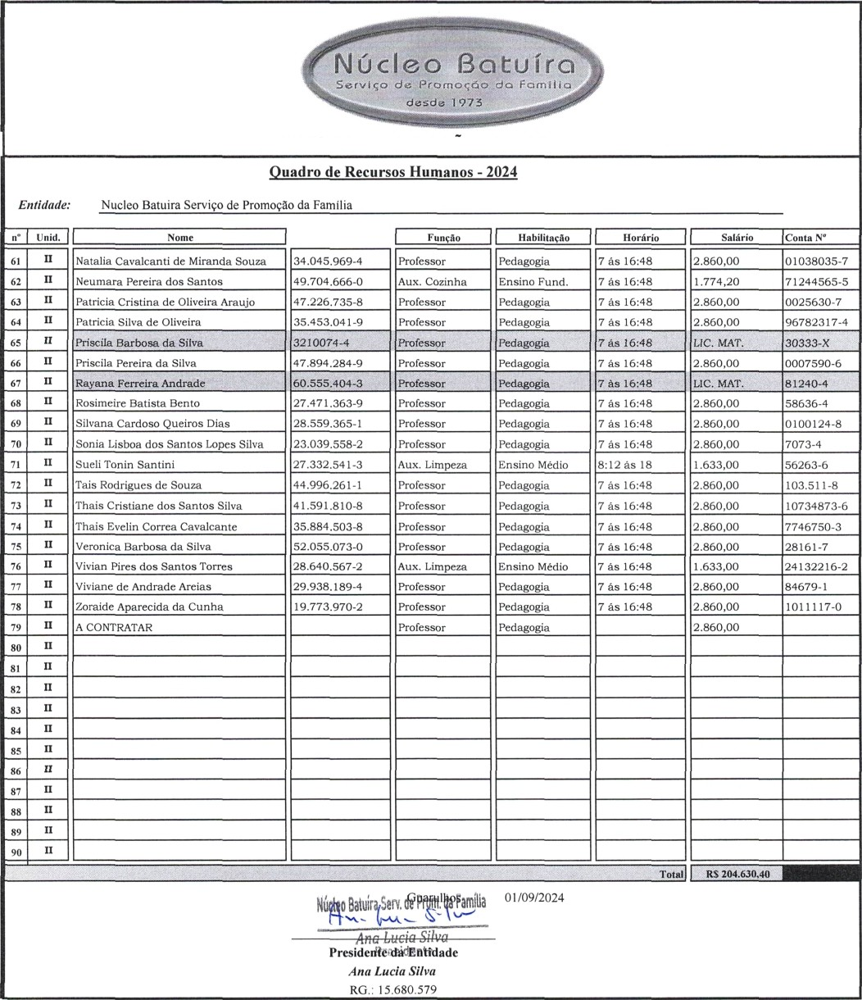 Núcleo Batuíra
Serviço de Promoção da Família
desde 1973
~
Quadro de Recursos Humanos - 2024
Entidade: Nucleo Batuira Serviço de Promoção da Família
nº Unid. Nome Função Habilitação Horário Salário Conta Nº
61 II Natalia Cavalcanti de Miranda Souza 34.045.969-4 Professor Pedagogia 7 ás 16:48 2.860,00 01038035-7
62 II Neumara Pereira dos Santos 49.704.666-0 Aux. Cozinha Ensino Fund. 7 ás 16:48 1.774,20 71244565-5
63 II Patricia Cristina de Oliveira Araujo 47.226.735-8 Professor Pedagogia 7 ás 16:48 2.860,00 0025630-7
64 II Patricia Silva de Oliveira 35.453.041-9 Professor Pedagogia 7 ás 16:48 2.860,00 96782317-4
65 II Priscila Barbosa da Silva 3210074-4 Professor Pedagogia 7 ás 16:48 LIC. MAT. 30333-X
66 II Priscila Pereira da Silva 47.894.284-9 Professor Pedagogia 7 ás 16:48 2.860,00 0007590-6
67 II Rayana Ferreira Andrade 60.555.404-3 Professor Pedagogia 7 ás 16:48 LIC. MAT. 81240-4
68 II Rosimeire Batista Bento 27.471.363-9 Professor Pedagogia 7 ás 16:48 2.860,00 58636-4
69 II Silvana Cardoso Queiros Dias 28.559.365-1 Professor Pedagogia 7 ás 16:48 2.860,00 0100124-8
70 II Sonia Lisboa dos Santos Lopes Silva 23.039.558-2 Professor Pedagogia 7 ás 16:48 2.860,00 7073-4
71 II Sueli Tonin Santini 27.332.541-3 Aux. Limpeza Ensino Médio 8:12 ás 18 1.633,00 56263-6
72 II Tais Rodrigues de Souza 44.996.261-1 Professor Pedagogia 7 ás 16:48 2.860,00 103.511-8
73 II Thais Cristiane dos Santos Silva 41.591.810-8 Professor Pedagogia 7 ás 16:48 2.860,00 10734873-6
74 II Thais Evelin Correa Cavalcante 35.884.503-8 Professor Pedagogia 7 ás 16:48 2.860,00 7746750-3
75 II Veronica Barbosa da Silva 52.055.073-0 Professor Pedagogia 7 ás 16:48 2.860,00 28161-7
76 II Vivian Pires dos Santos Torres 28.640.567-2 Aux. Limpeza Ensino Médio 7 ás 16:48 1.633,00 24132216-2
77 II Viviane de Andrade Areias 29.938.189-4 Professor Pedagogia 7 ás 16:48 2.860,00 84679-1
78 II Zoraide Aparecida da Cunha 19.773.970-2 Professor Pedagogia 7 ás 16:48 2.860,00 1011117-0
79 II A CONTRATAR Professor Pedagogia 2.860,00
80 II
81 II
82 II
83 II
84 II
85 II
86 II
87 II
88 II
89 II
90 II
Total R$ 204.630,40
Guarulhos 01/09/2024
Núcleo Batuíra Serv. de Prom. da Família
Ana Lucia Silva
Presidente
Presidente da Entidade
Ana Lucia Silva
RG.: 15.680.579